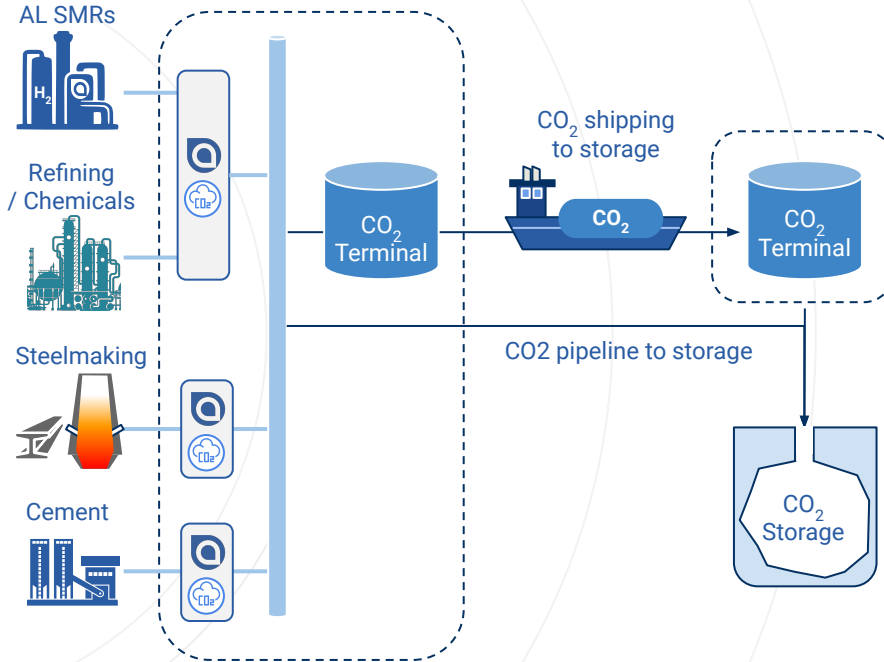 AL SMRs
H₂
Refining
/ Chemicals
Steelmaking
Cement
CO₂
CO₂
CO₂
CO₂
Terminal
CO₂ shipping
to storage
CO₂
CO₂
Terminal
CO2 pipeline to storage
CO₂
Storage